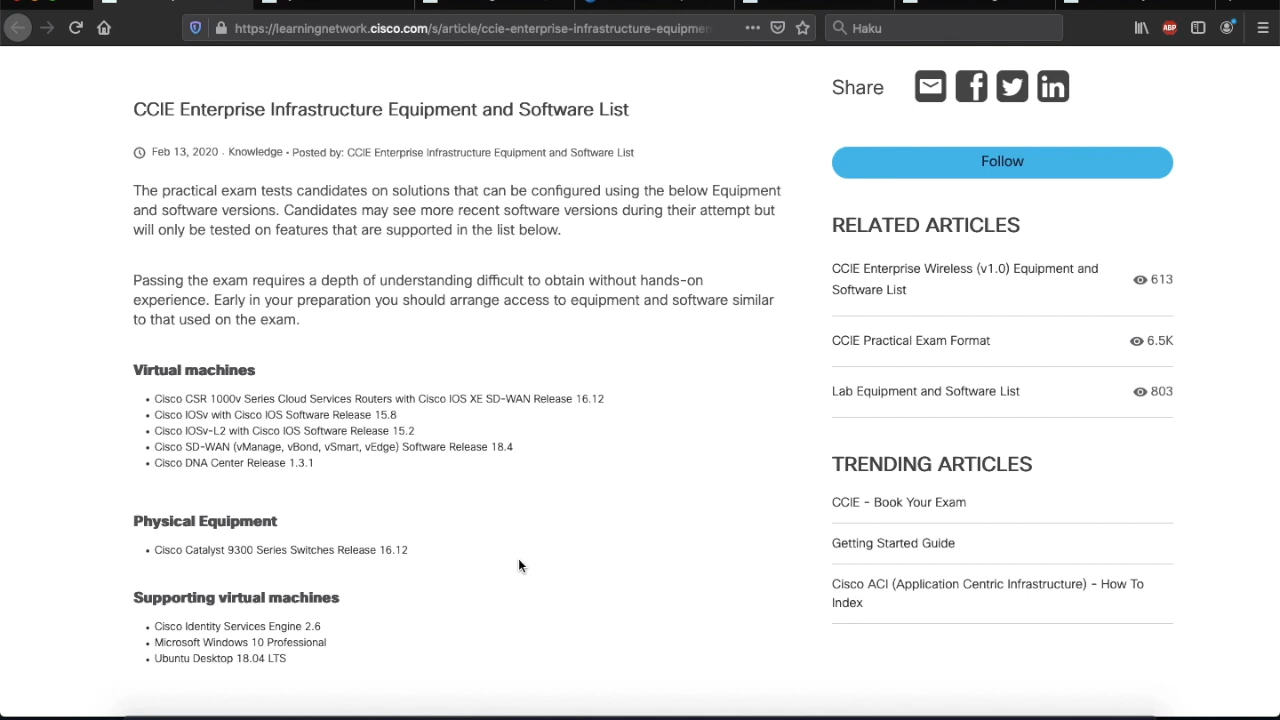 https://learningnetwork.cisco.com/s/article/ccie-enterprise-infrastructure-equipmen
Haku
ABP
CCIE Enterprise Infrastructure Equipment and Software List
Feb 13, 2020 . Knowledge • Posted by: CCIE Enterprise Infrastructure Equipment and Software List
The practical exam tests candidates on solutions that can be configured using the below Equipment
and software versions. Candidates may see more recent software versions during their attempt but
will only be tested on features that are supported in the list below.
Passing the exam requires a depth of understanding difficult to obtain without hands-on
experience. Early in your preparation you should arrange access to equipment and software similar
to that used on the exam.
Virtual machines
• Cisco CSR 1000v Series Cloud Services Routers with Cisco IOS XE SD-WAN Release 16.12
• Cisco IOSv with Cisco IOS Software Release 15.8
• Cisco IOSv-L2 with Cisco IOS Software Release 15.2
• Cisco SD-WAN (vManage, vBond, vSmart, vEdge) Software Release 18.4
• Cisco DNA Center Release 1.3.1
Physical Equipment
• Cisco Catalyst 9300 Series Switches Release 16.12
Supporting virtual machines
• Cisco Identity Services Engine 2.6
• Microsoft Windows 10 Professional
• Ubuntu Desktop 18.04 LTS
Share
Follow
RELATED ARTICLES
CCIE Enterprise Wireless (v1.0) Equipment and
Software List
613
CCIE Practical Exam Format
6.5K
Lab Equipment and Software List
803
TRENDING ARTICLES
CCIE - Book Your Exam
Getting Started Guide
Cisco ACI (Application Centric Infrastructure) - How To
Index